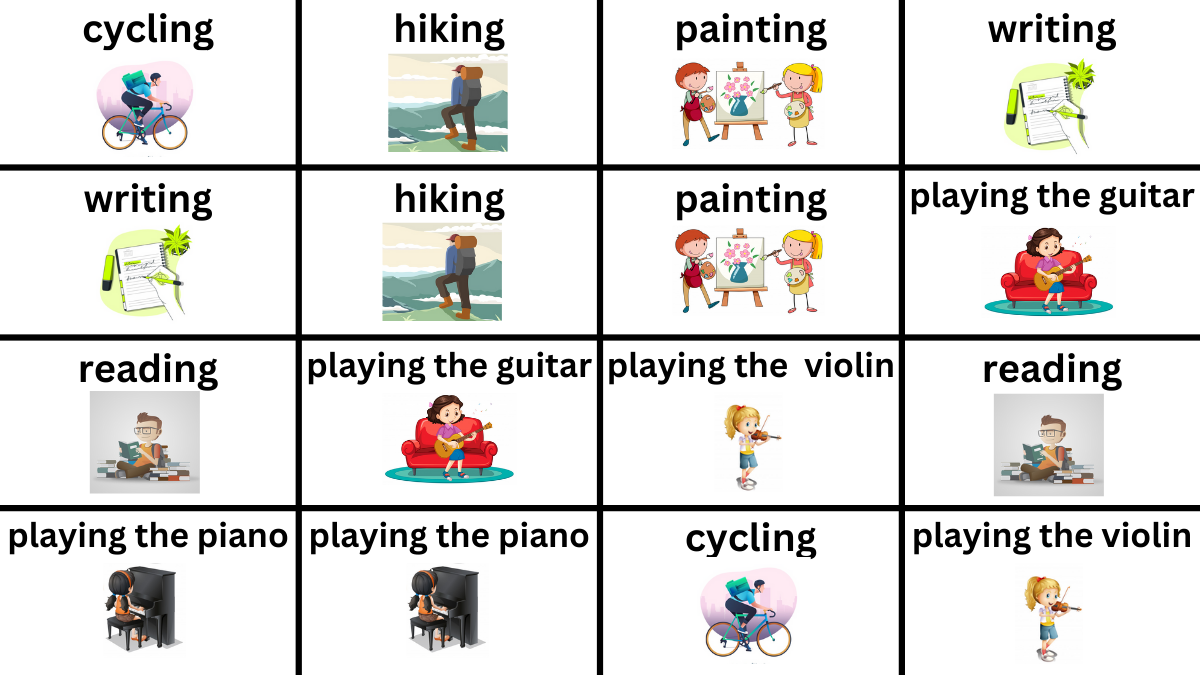 cycling
hiking
painting
writing
writing
hiking
painting
playing the guitar
reading
playing the guitar
playing the  violin
reading
playing the piano
playing the piano
cycling
playing the violin